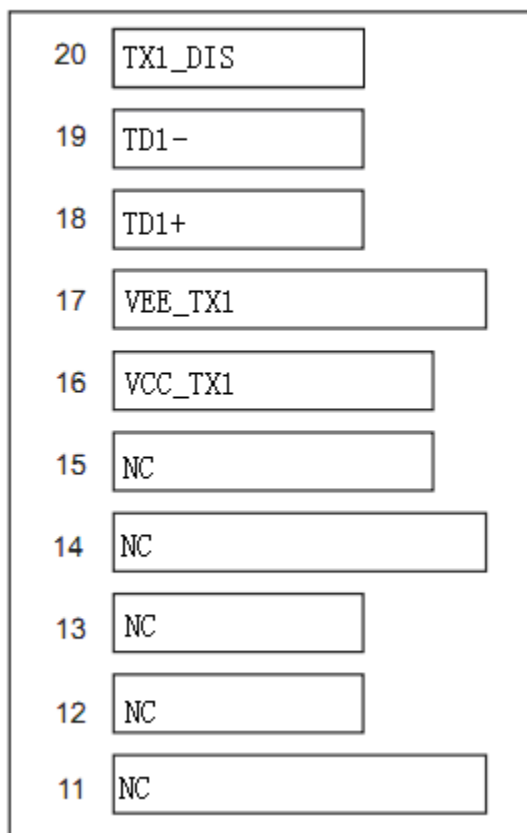 20 TX1_DIS
19 TD1-
18 TD1+
17 VEE_TX1
16 VCC_TX1
15 NC
14 NC
13 NC
12 NC
11 NC